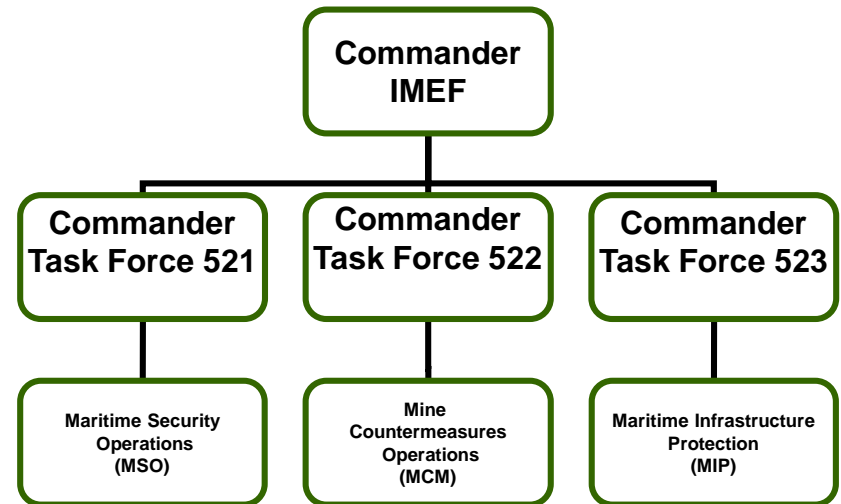 Commander
IMEF
Commander
Task Force 521
Commander
Task Force 522
Commander
Task Force 523
Maritime Security
Operations
(MSO)
Mine
Countermeasures
Operations
(MCM)
Maritime Infrastructure
Protection
(MIP)